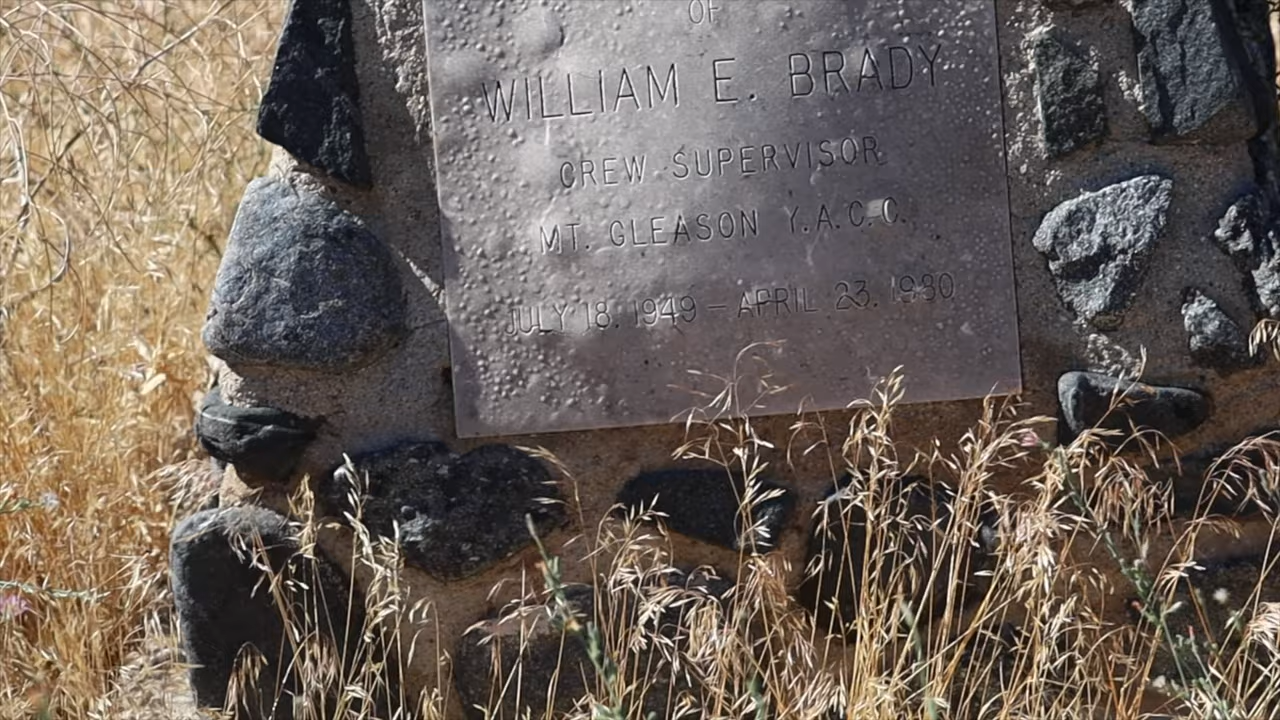 OF
WILLIAM E. BRADY
CREW SUPERVISOR
MT. GLEASON Y.A.C.C.
JULY 18. 1949 – APRIL 23. 1980